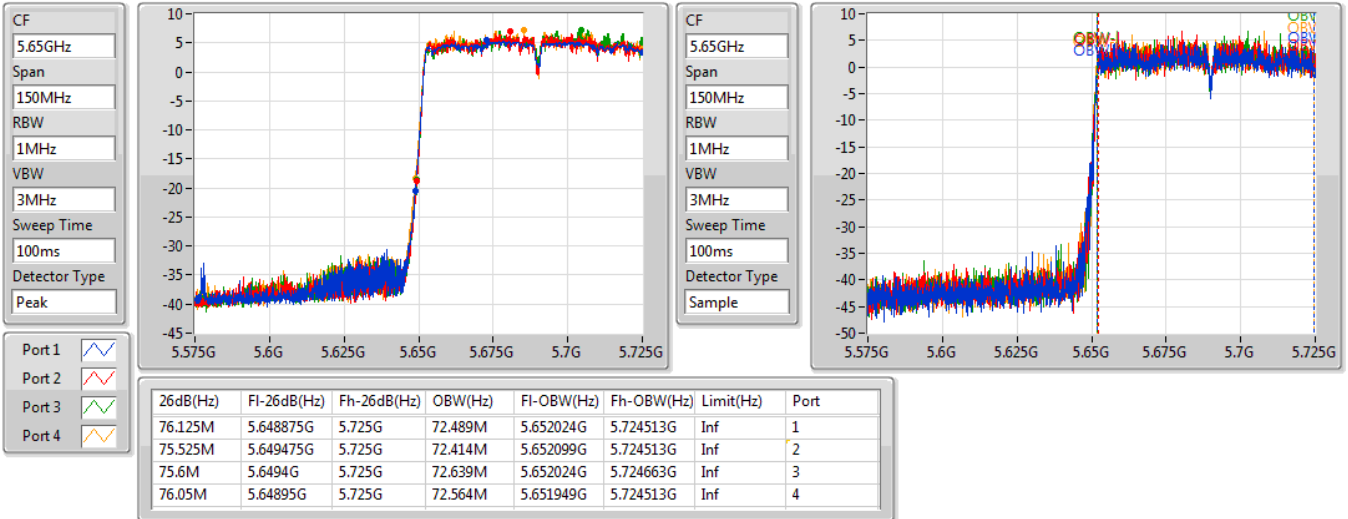 CF
5.65GHz
Span
150MHz
RBW
1MHz
VBW
3MHz
Sweep Time
100ms
Detector Type
Peak
10
5
0
-5
-10
-15
-20
-25
-30
-35
-40
-45
5.575G 5.6G 5.625G 5.65G 5.675G 5.7G 5.725G
CF
5.65GHz
Span
150MHz
RBW
1MHz
VBW
3MHz
Sweep Time
100ms
Detector Type
Sample
10
5
0
-5
-10
-15
-20
-25
-30
-35
-40
-45
-50
5.575G 5.6G 5.625G 5.65G 5.675G 5.7G 5.725G
Port 1
Port 2
Port 3
Port 4
26dB(Hz) Fl-26dB(Hz) Fh-26dB(Hz) OBW(Hz) Fl-OBW(Hz) Fh-OBW(Hz) Limit(Hz) Port
76.125M 5.648875G 5.725G 72.489M 5.652024G 5.724513G Inf 1
75.525M 5.649475G 5.725G 72.414M 5.652099G 5.724513G Inf 2
75.6M 5.6494G 5.725G 72.639M 5.652024G 5.724663G Inf 3
76.05M 5.64895G 5.725G 72.564M 5.651949G 5.724513G Inf 4